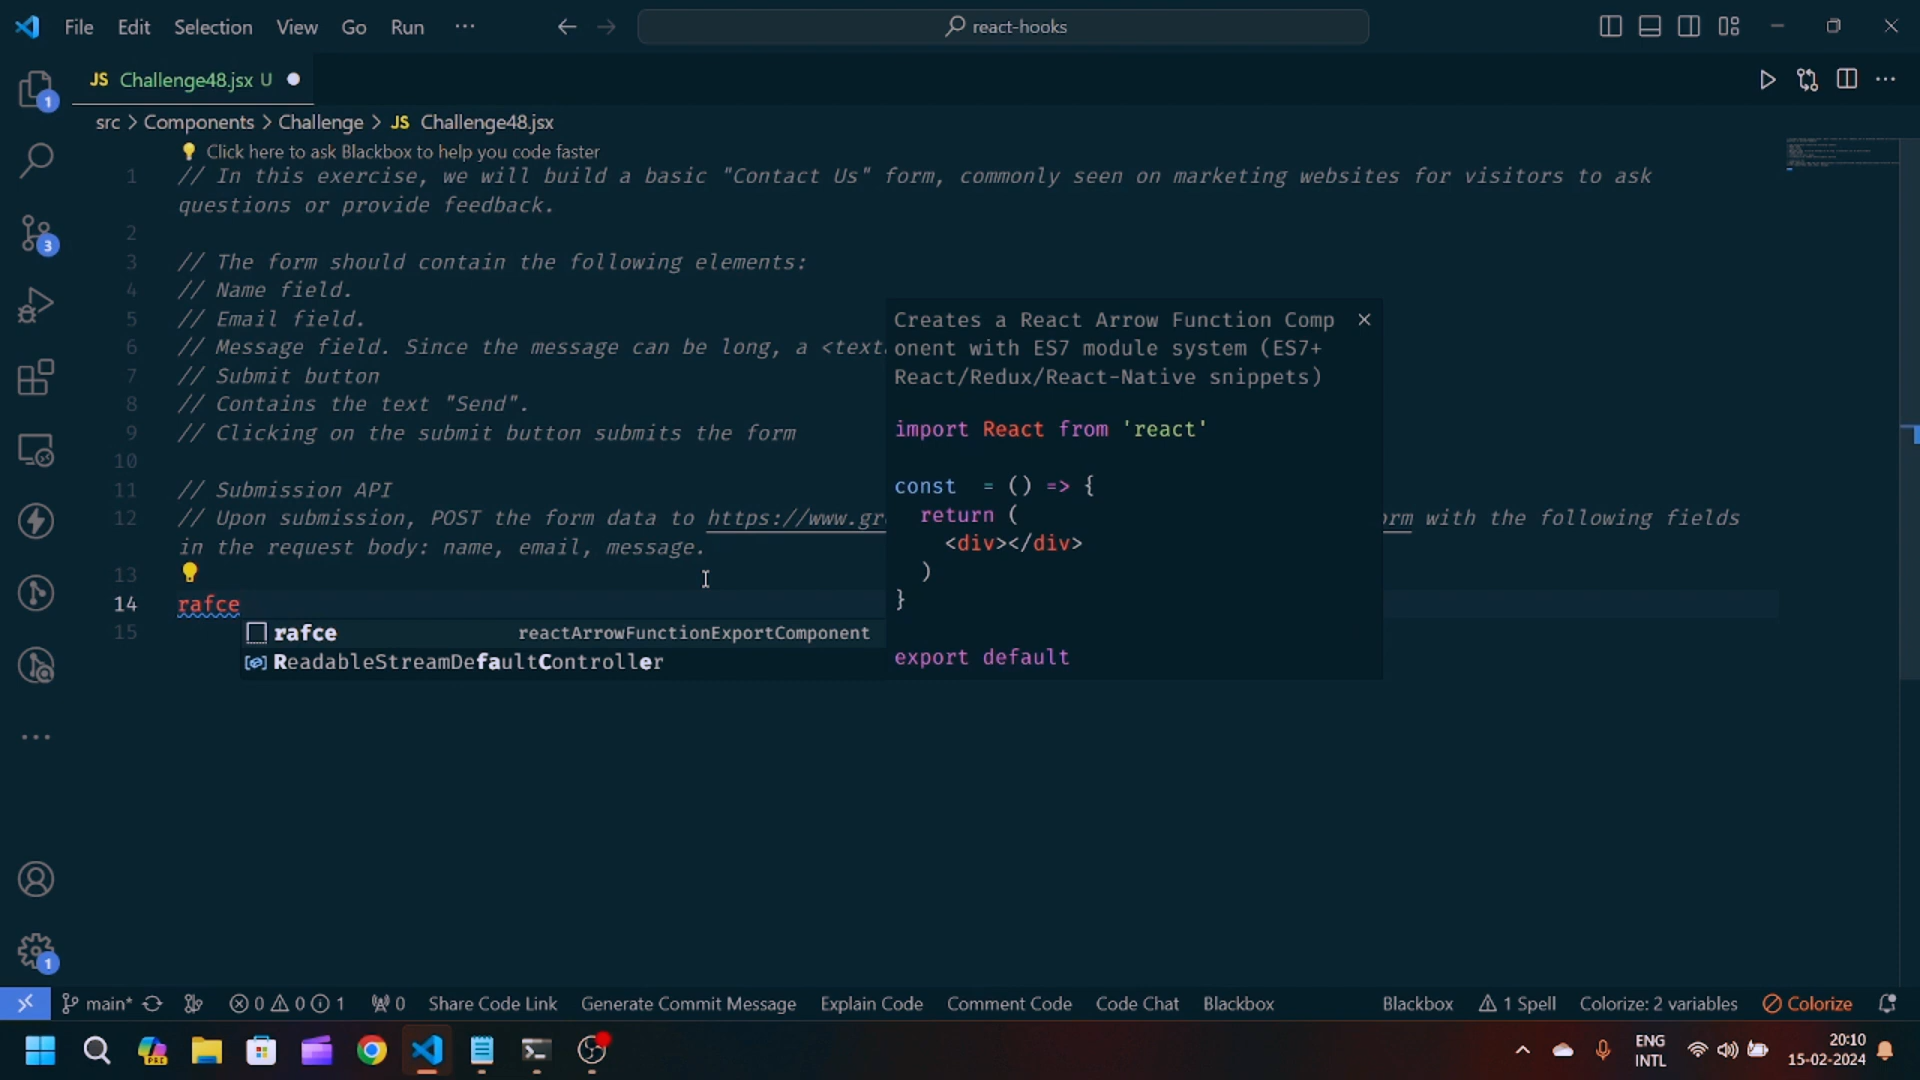 File Edit Selection View Go Run ··· react-hooks
JS Challenge48.jsx U
src > Components > Challenge > JS Challenge48.jsx
Click here to ask Blackbox to help you code faster
1 // In this exercise, we will build a basic "Contact Us" form, commonly seen on marketing websites for visitors to ask
questions or provide feedback.
2
3 // The form should contain the following elements:
4 // Name field.
5 // Email field.
6 // Message field. Since the message can be long, a
7 // Submit button
8 // Contains the text "Send".
9 // Clicking on the submit button submits the form
10
11 // Submission API
12 // Upon submission, POST the form data to https://www.gr with the following fields
in the request body: name, email, message.
13
14 rafce
15
rafce reactArrowFunctionExportComponent
ReadableStreamDefaultController
Creates a React Arrow Function Comp
onent with ES7 module system (ES7+
React/Redux/React-Native snippets)
import React from 'react'
const = () => {
return (
<div></div>
)
}
export default
1
3
1
main* 0 0 1 0 Share Code Link Generate Commit Message Explain Code Comment Code Code Chat Blackbox Blackbox 1 Spell Colorize: 2 variables Colorize
PRE
ENG
INTL
20:10
15-02-2024